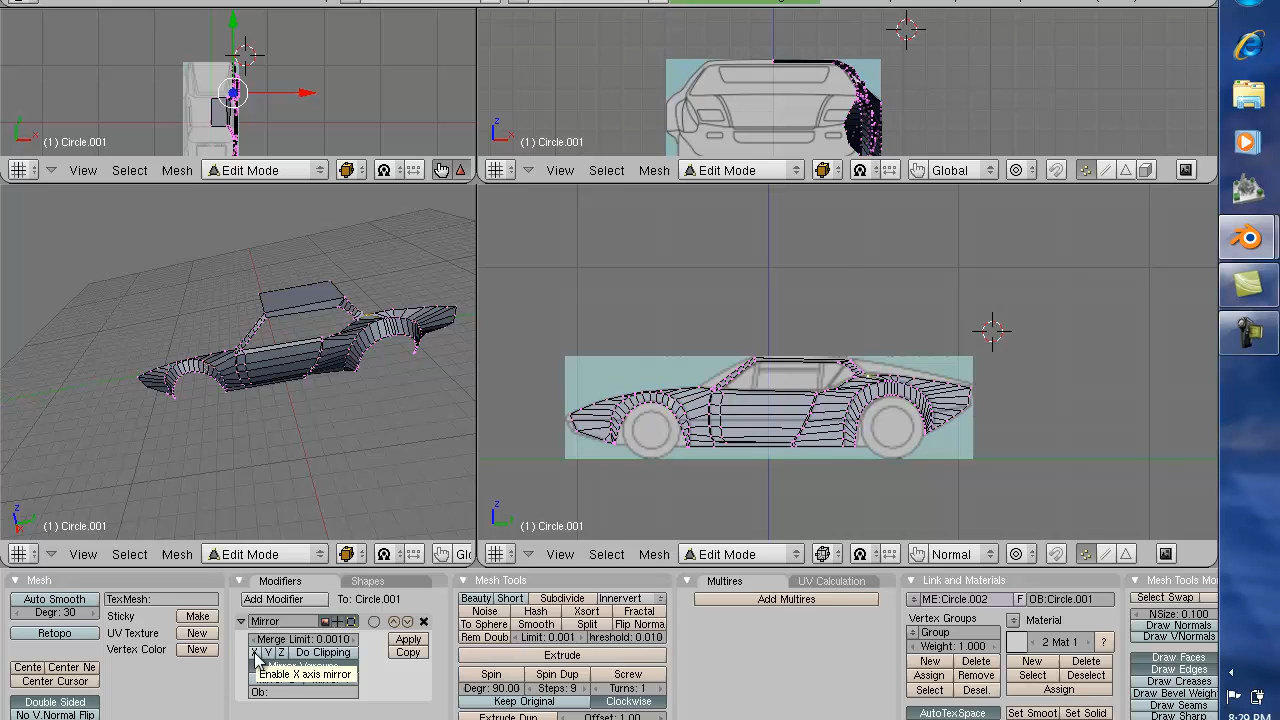 (1) Circle.001
(1) Circle.001
View Select Mesh Edit Mode
View Select Mesh Edit Mode Global
(1) Circle.001
(1) Circle.001
View Select Mesh Edit Mode
View Select Mesh Edit Mode Normal
Mesh
Auto Smooth
Degr: 30
Retopo
Cente Center Ne
Center Cursor
Double Sided
No V.Normal Flip
TexMesh:
Sticky Make
UV Texture New
Vertex Color New
Modifiers Shapes
Add Modifier To: Circle.001
Mirror
Merge Limit: 0.0010 Apply
Y Z Do Clipping Copy
Enable X axis mirror
Ob:
Mesh Tools
Beauty Short Subdivide Innervert
Noise Hash Xsort Fractal
To Sphere Smooth Split Flip Norma
Rem Doub Limit: 0.001 hreshold: 0.010
Extrude
Spin Spin Dup Screw
Degr: 90.00 Steps: 9 Turns: 1
Keep Original Clockwise
Extrude Dup Offset: 1.00
Multires UV Calculation
Add Multires
Link and Materials
ME:Circle.002 F OB:Circle.001
Vertex Groups
Group
Weight: 1.000
New Delete
Assign Remove
Select Desel.
AutoTexSpace
Material
2 Mat 1 ?
New Delete
Select Deselect
Assign
Set Smoot Set Solid
Mesh Tools Mo
Select Swap
NSize: 0.100
Draw Normals
Draw VNormals
Draw Faces
Draw Edges
Draw Creases
Draw Bevel Weight
Draw Seams
Draw Sharp
8:29 PM